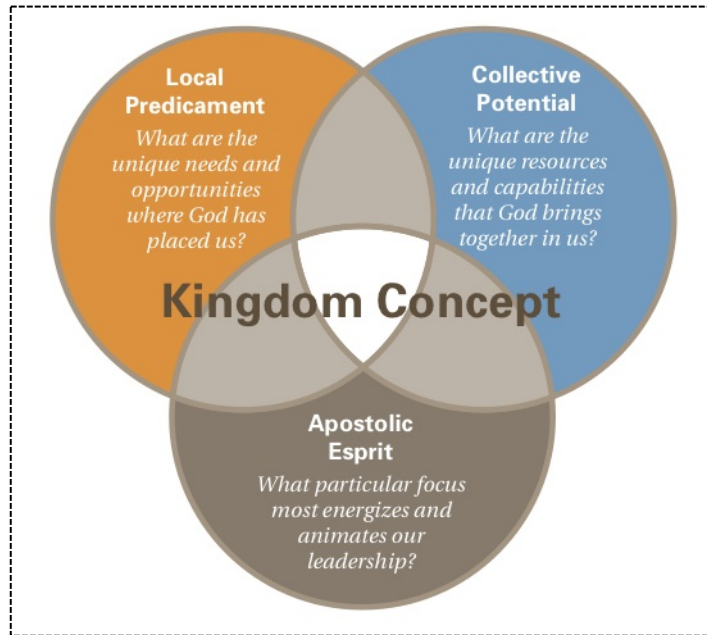 Local
Predicament
What are the
unique needs and
opportunities
where God has
placed us?
Collective
Potential
What are the
unique resources
and capabilities
that God brings
together in us?
Kingdom Concept
Apostolic
Esprit
What particular focus
most energizes and
animates our
leadership?